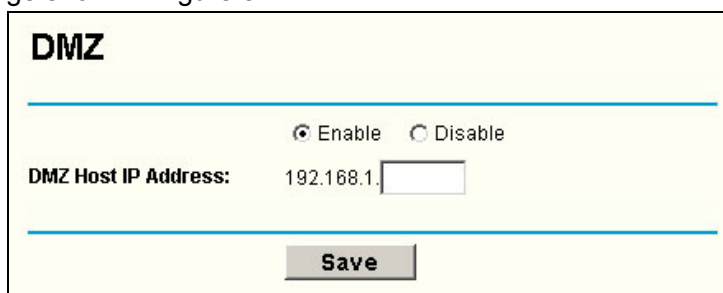 DMZ
Enable Disable
DMZ Host IP Address: 192.168.1.
Save